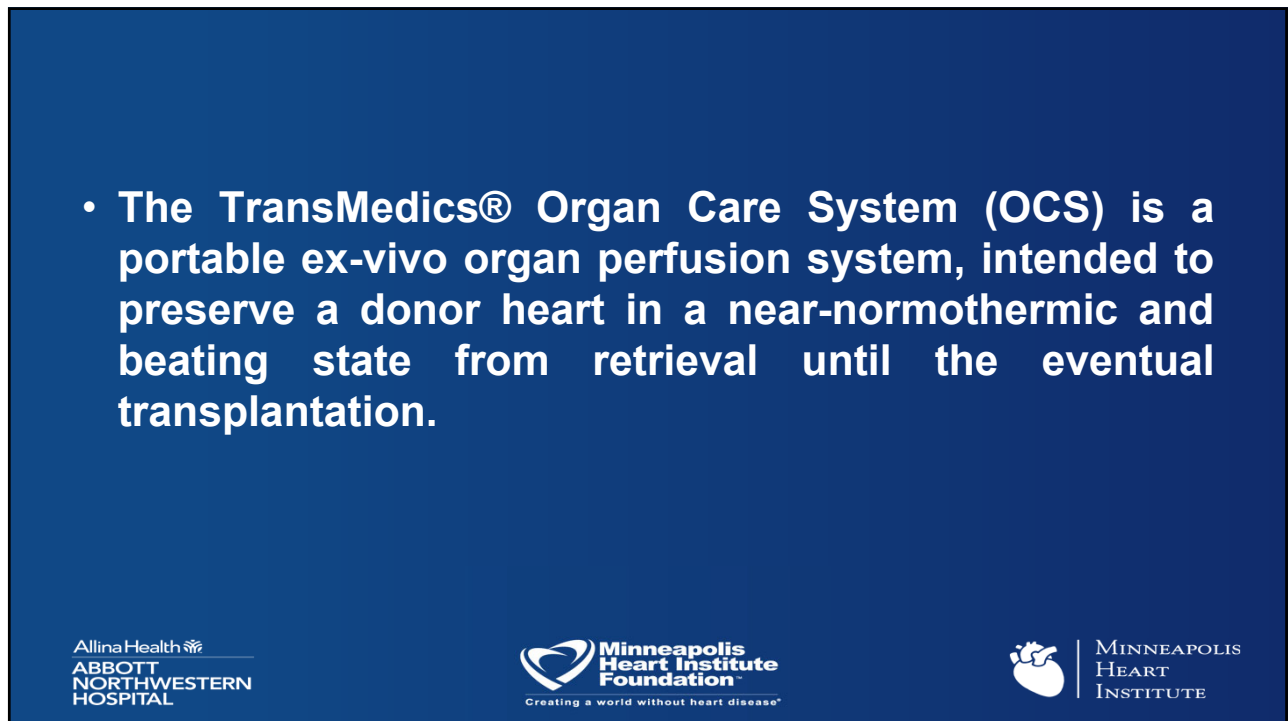 • The TransMedics® Organ Care System (OCS) is a
portable ex-vivo organ perfusion system, intended to
preserve a donor heart in a near-normothermic and
beating state from retrieval until the eventual
transplantation.
Allina Health
ABBOTT
NORTHWESTERN
HOSPITAL
Minneapolis
Heart Institute
Foundation™
Creating a world without heart disease®
MINNEAPOLIS
HEART
INSTITUTE